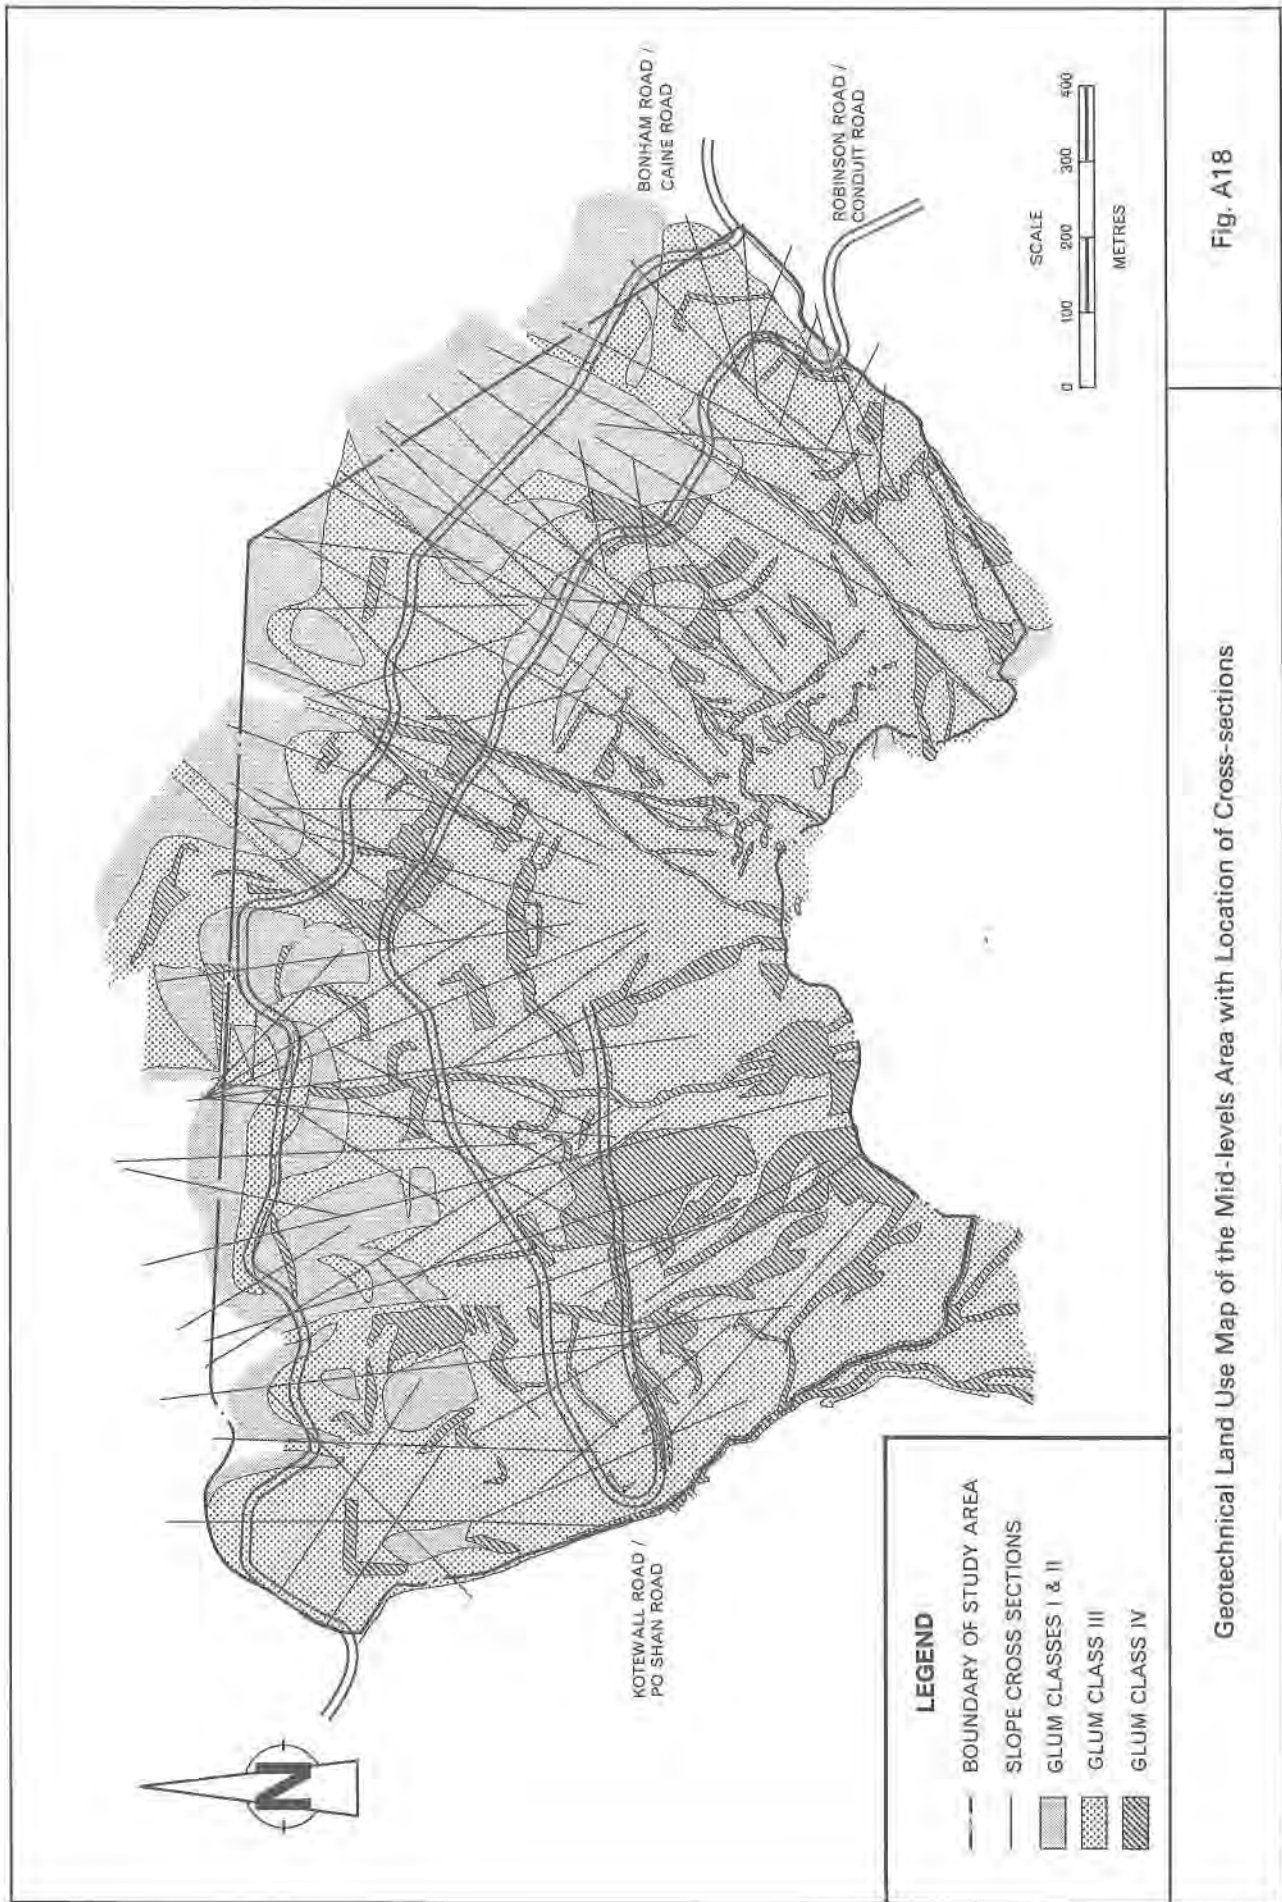 BONHAM ROAD /
CAINE ROAD
ROBINSON ROAD /
CONDUIT ROAD
KOTEWALL ROAD /
PO SHAN ROAD
N
SCALE
0 100 200 300 400
METRES
LEGEND
BOUNDARY OF STUDY AREA
SLOPE CROSS SECTIONS
GLUM CLASSES I & II
GLUM CLASS III
GLUM CLASS IV
Geotechnical Land Use Map of the Mid-levels Area with Location of Cross-sections
Fig. A18